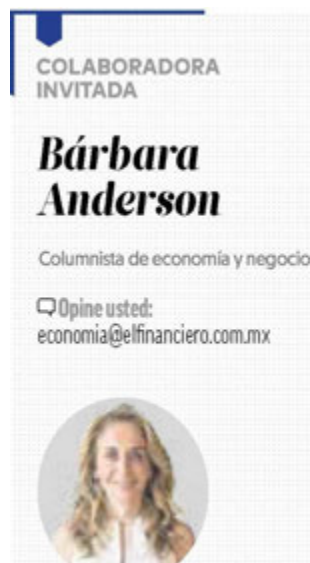 COLABORADORA
INVITADA
Bárbara
Anderson
Columnista de economía y negocio
Opine usted:
economia@elfinanciero.com.mx